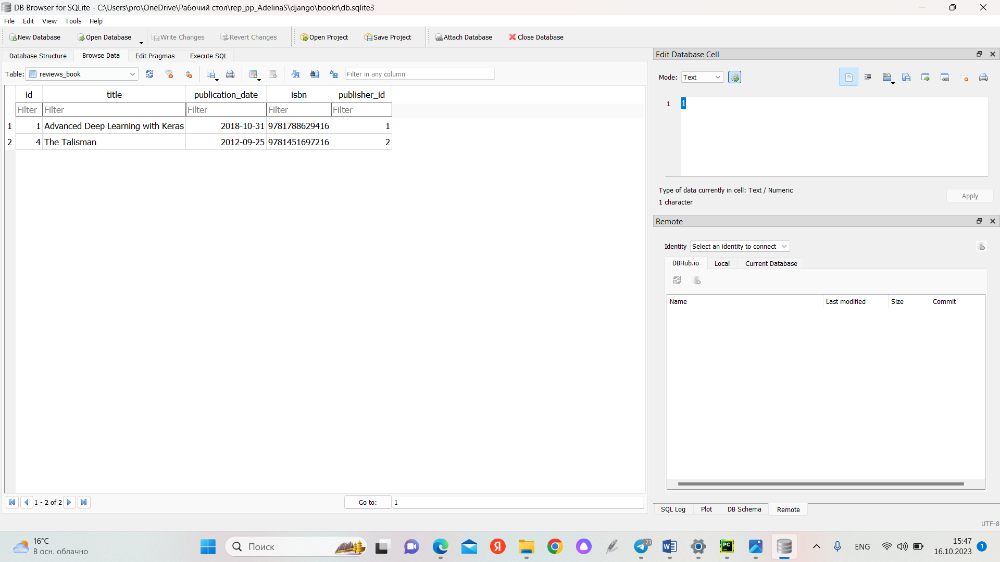 DB Browser for SQLite - C:\Users\pro\OneDrive\Рабочий стол\rep_pp_AdelinaS\django\bookr\db.sqlite3
File Edit View Tools Help
New Database Open Database Write Changes Revert Changes Open Project Save Project Attach Database Close Database
Database Structure Browse Data Edit Pragmas Execute SQL
Table: reviews_book Filter in any column
id title publication_date isbn publisher_id
Filter Filter Filter Filter Filter
1 1 Advanced Deep Learning with Keras 2018-10-31 9781788629416 1
2 4 The Talisman 2012-09-25 9781451697216 2
1 - 2 of 2 Go to: 1
Edit Database Cell
Mode: Text
1 1
Type of data currently in cell: Text / Numeric
1 character
Apply
Remote
Identity Select an identity to connect
DBHub.io Local Current Database
Name Last modified Size Commit
SQL Log Plot DB Schema Remote
UTF-8
16°C
В осн. облачно
Поиск
Я
..23
W
PC
ENG
15:47
16.10.2023
1